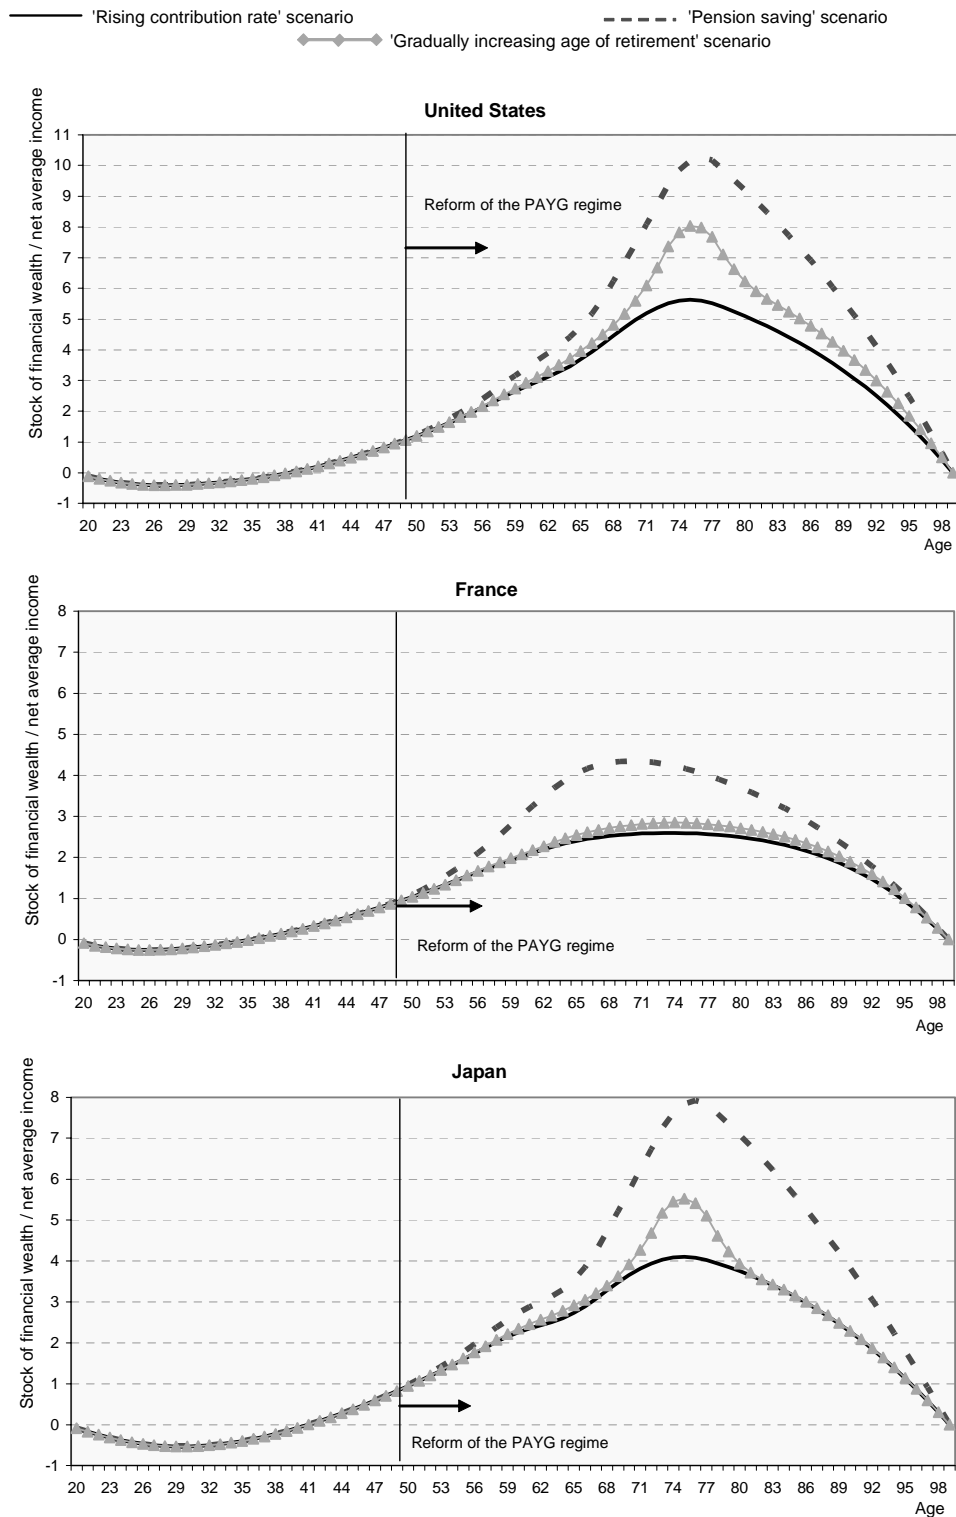 'Rising contribution rate' scenario
'Pension saving' scenario
'Gradually increasing age of retirement' scenario
United States
Stock of financial wealth / net average income
11
10
9
8
7
6
5
4
3
2
1
0
-1
Reform of the PAYG regime
20 23 26 29 32 35 38 41 44 47 50 53 56 59 62 65 68 71 74 77 80 83 86 89 92 95 98
Age
France
Stock of financial wealth / net average income
8
7
6
5
4
3
2
1
0
-1
Reform of the PAYG regime
20 23 26 29 32 35 38 41 44 47 50 53 56 59 62 65 68 71 74 77 80 83 86 89 92 95 98
Age
Japan
Stock of financial wealth / net average income
8
7
6
5
4
3
2
1
0
-1
Reform of the PAYG regime
20 23 26 29 32 35 38 41 44 47 50 53 56 59 62 65 68 71 74 77 80 83 86 89 92 95 98
Age